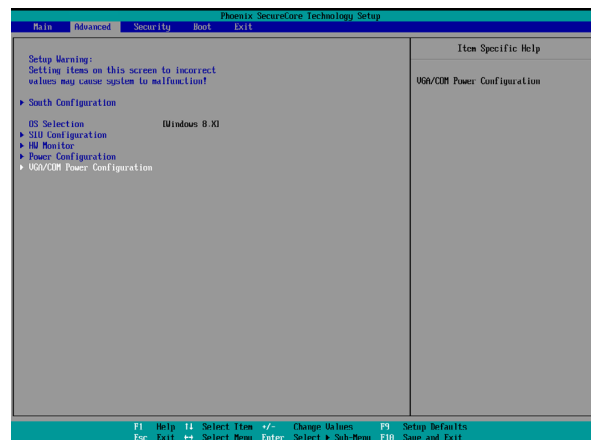 Phoenix SecureCore Technology Setup
Main Advanced Security Boot Exit
Item Specific Help
Setup Warning:
Setting items on this screen to incorrect
values may cause system to malfunction!
VGA/COM Power Configuration
▶ South Configuration
OS Selection [Windows 8.X]
▶ SIU Configuration
▶ HW Monitor
▶ Power Configuration
▶ VGA/COM Power Configuration
F1 Help ↑↓ Select Item +/- Change Values F9 Setup Defaults
Esc Exit ↔ Select Menu Enter Select ▶ Sub-Menu F10 Save and Exit